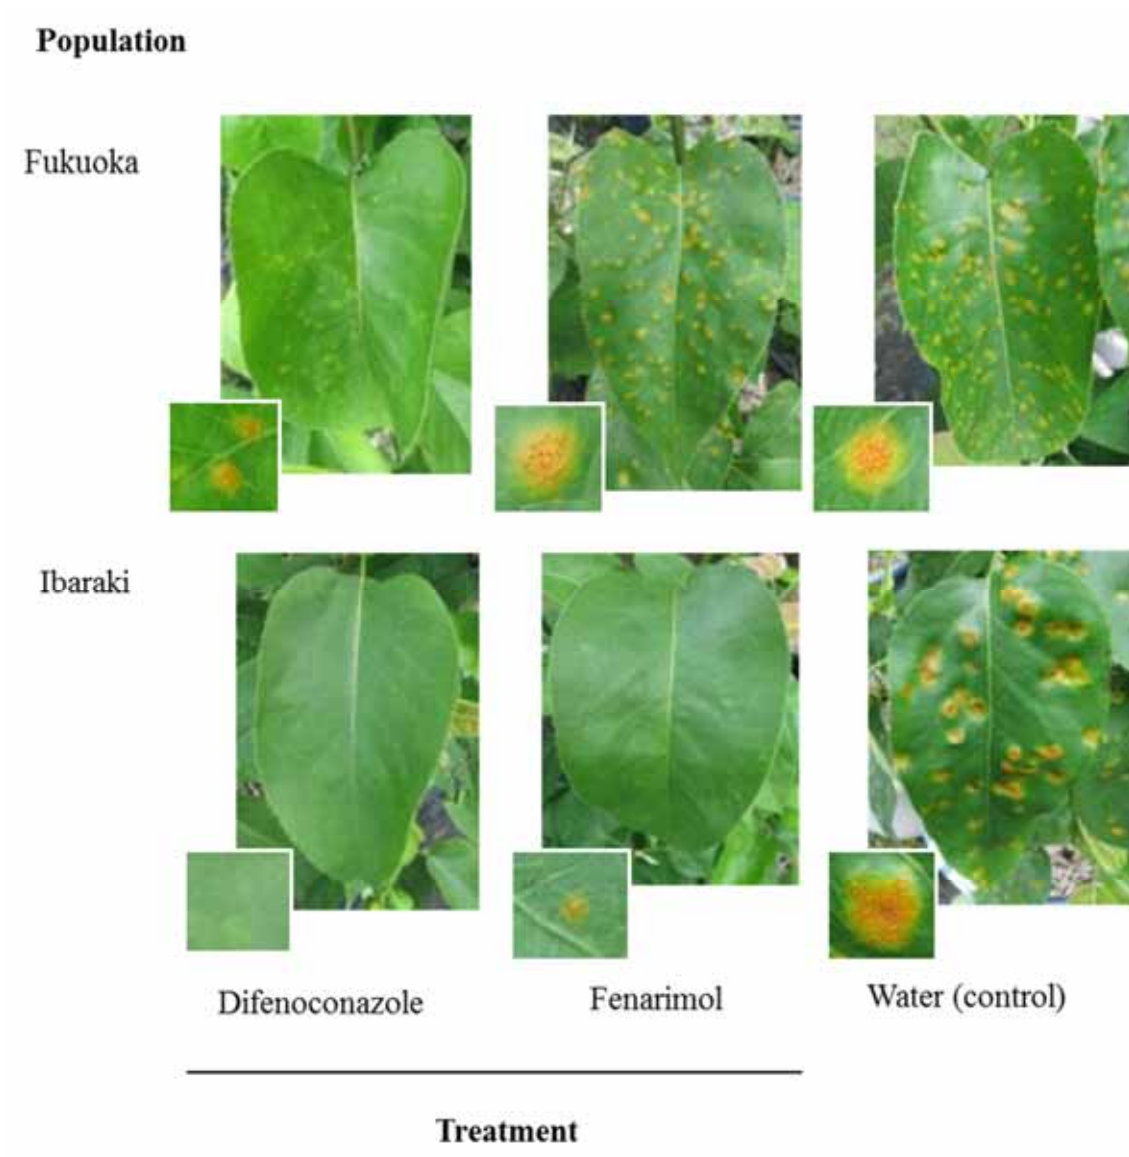 Population
Fukuoka
Ibaraki
Difenoconazole
Fenarimol
Water (control)
Treatment